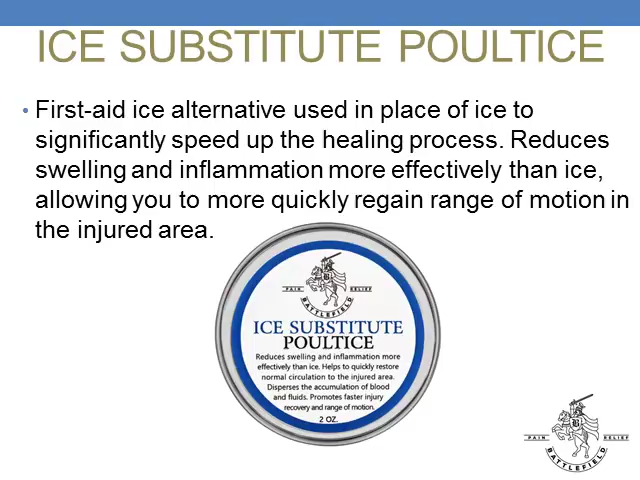 ICE SUBSTITUTE POULTICE
• First-aid ice alternative used in place of ice to
significantly speed up the healing process. Reduces
swelling and inflammation more effectively than ice,
allowing you to more quickly regain range of motion in
the injured area.
PAIN RELIEF
BATTLEFIELD
ICE SUBSTITUTE
POULTICE
Reduces swelling and inflammation more
effectively than ice. Helps to quickly restore
normal circulation to the injured area.
Disperses the accumulation of blood
and fluids. Promotes faster injury
recovery and range of motion.
2 OZ.
B
PAIN RELIEF
BATTLEFIELD